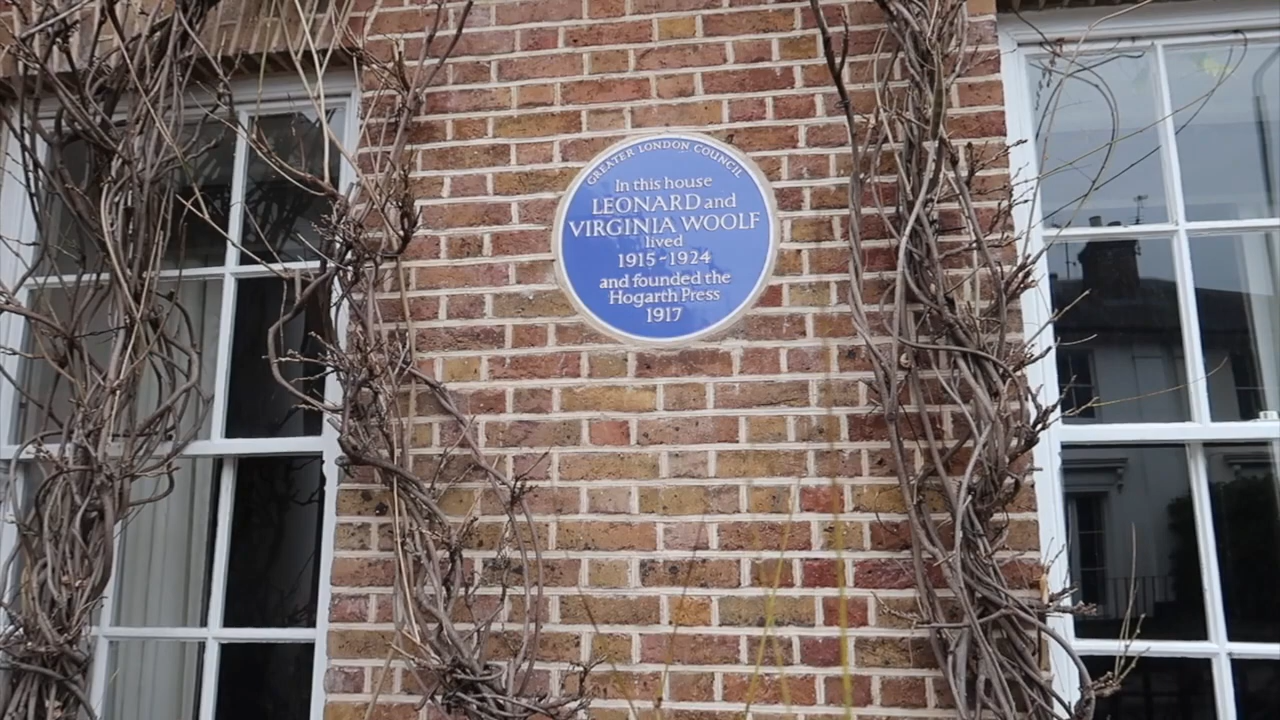 GREATER LONDON COUNCIL
In this house
LEONARD and
VIRGINIA WOOLF
lived
1915-1924
and founded the
Hogarth Press
1917